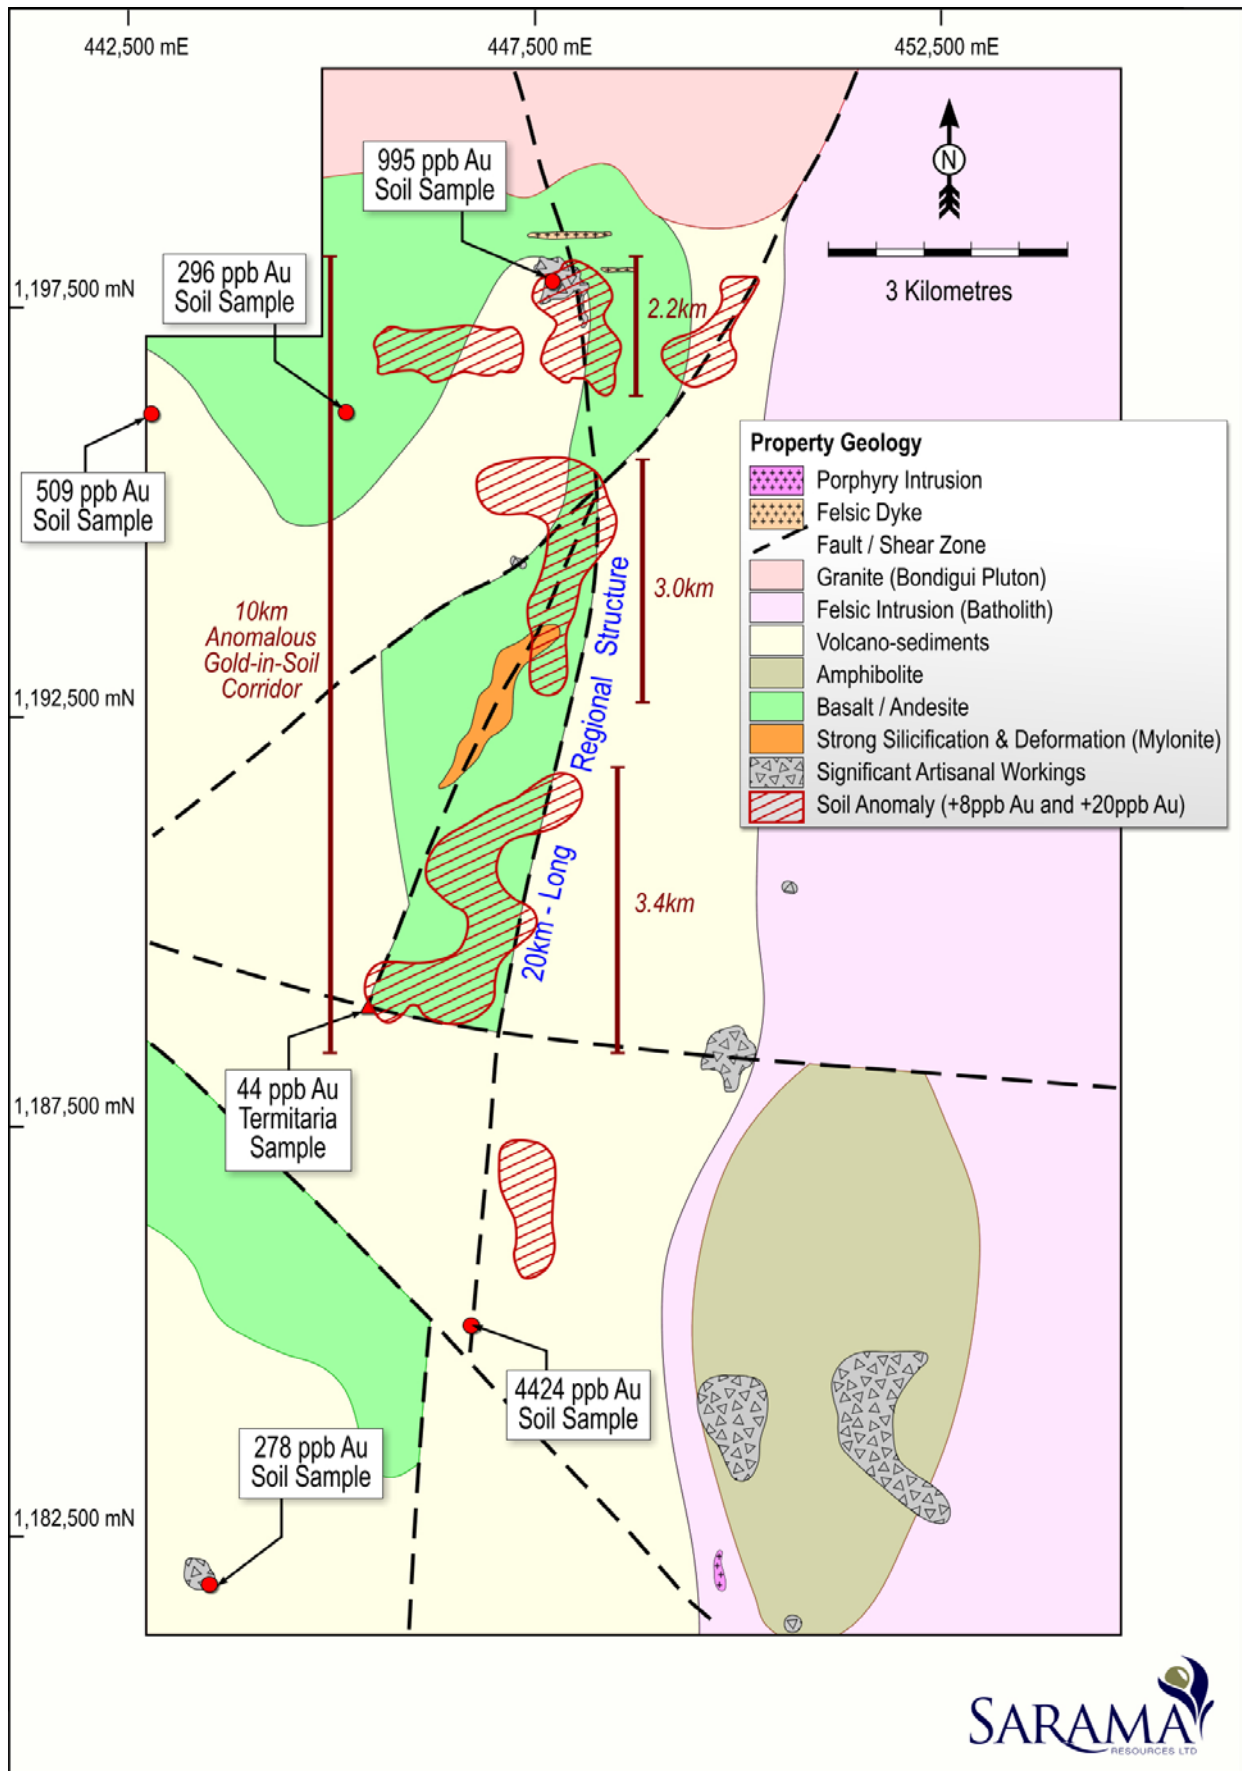 442,500 mE
447,500 mE
452,500 mE
995 ppb Au
Soil Sample
N
296 ppb Au
Soil Sample
1,197,500 mN
3 Kilometres
2.2km
509 ppb Au
Soil Sample
Property Geology
Porphyry Intrusion
Felsic Dyke
Fault / Shear Zone
Granite (Bondigui Pluton)
Felsic Intrusion (Batholith)
Volcano-sediments
Amphibolite
Basalt / Andesite
Strong Silicification & Deformation (Mylonite)
Significant Artisanal Workings
Soil Anomaly (+8ppb Au and +20ppb Au)
3.0km
10km
Anomalous
Gold-in-Soil
Corridor
20km - Long Regional Structure
1,192,500 mN
3.4km
44 ppb Au
Termitaria
Sample
1,187,500 mN
4424 ppb Au
Soil Sample
278 ppb Au
Soil Sample
1,182,500 mN
SARAMA
RESOURCES LTD